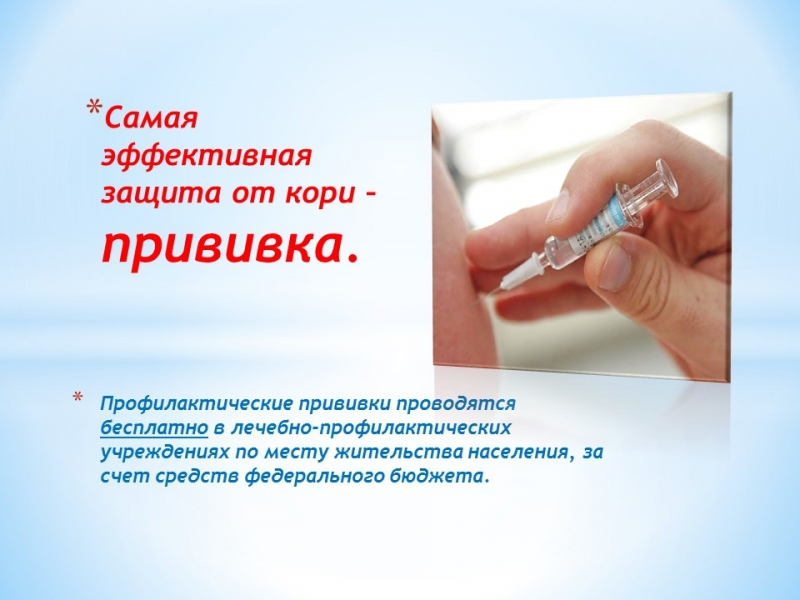 * Самая
эффективная
защита от кори –
прививка.
* Профилактические прививки проводятся
бесплатно в лечебно-профилактических
учреждениях по месту жительства населения, за
счет средств федерального бюджета.